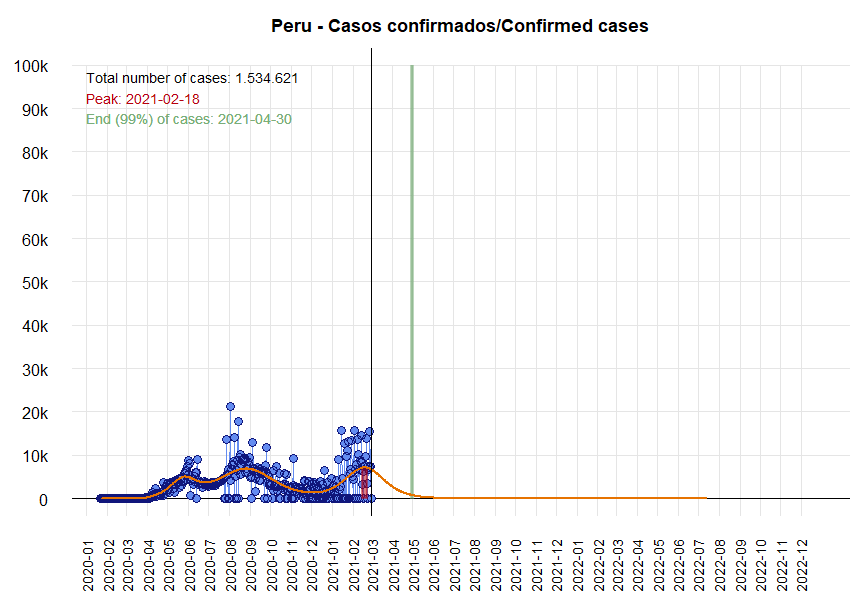 Peru - Casos confirmados/Confirmed cases
100k
90k
80k
70k
60k
50k
40k
30k
20k
10k
0
Total number of cases: 1.534.621
Peak: 2021-02-18
End (99%) of cases: 2021-04-30
2020-01
2020-02
2020-03
2020-04
2020-05
2020-06
2020-07
2020-08
2020-09
2020-10
2020-11
2020-12
2021-01
2021-02
2021-03
2021-04
2021-05
2021-06
2021-07
2021-08
2021-09
2021-10
2021-11
2021-12
2022-01
2022-02
2022-03
2022-04
2022-05
2022-06
2022-07
2022-08
2022-09
2022-10
2022-11
2022-12